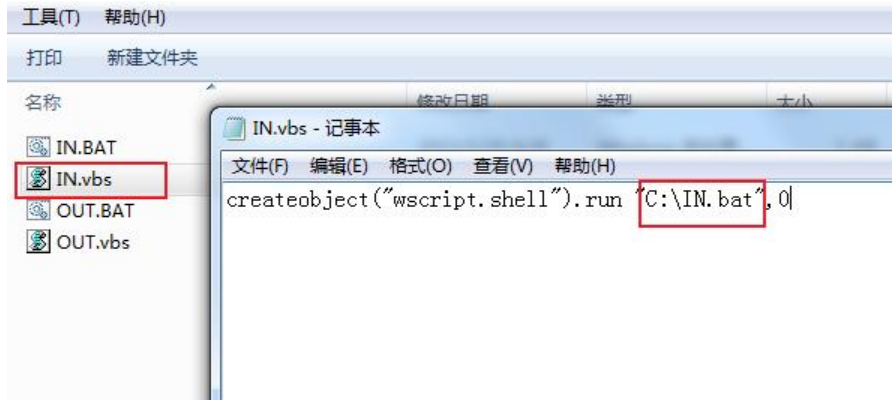 工具(T) 帮助(H)
打印 新建文件夹
名称 修改日期 类型 大小
IN.BAT
IN.vbs
OUT.BAT
OUT.vbs
IN.vbs - 记事本
文件(F) 编辑(E) 格式(O) 查看(V) 帮助(H)
createobject("wscript.shell").run "C:\IN.bat",0